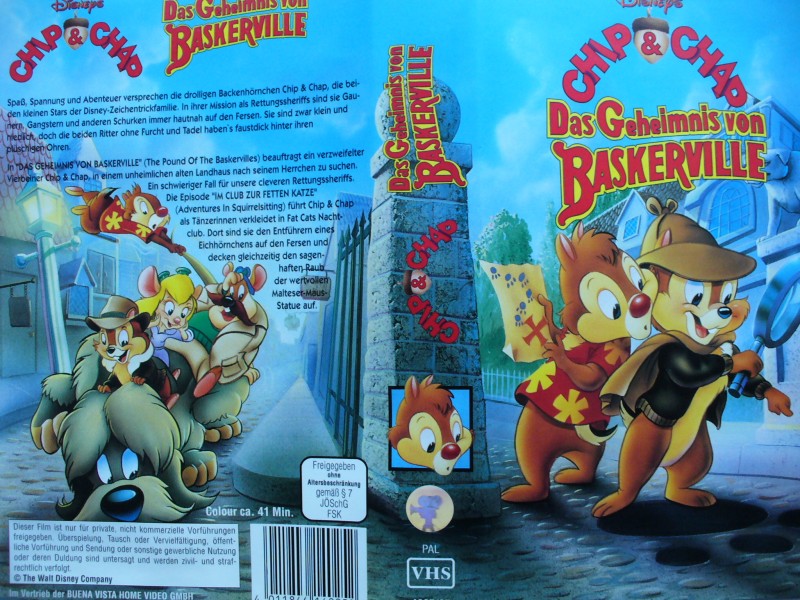 DISNEYS
CHIP & CHAP
Das Geheimnis von
BASKERVILLE
Spaß, Spannung und Abenteuer versprechen die drolligen Backenhörnchen Chip & Chap, die bei-
den kleinen Stars der Disney-Zeichentrickfamilie. In ihrer Mission als Rettungssheriffs sind sie Gau-
nern, Gangstern und anderen Schurken immer hautnah auf den Fersen. Sie sind zwar klein und
niedlich, doch die beiden Ritter ohne Furcht und Tadel haben's faustdick hinter ihren
plüschigen Ohren.
In "DAS GEHEIMNIS VON BASKERVILLE" (The Pound Of The Baskervilles) beauftragt ein verzweifelter
Vierbeiner Chip & Chap, in einem unheimlichen alten Landhaus nach seinem Herrchen zu suchen.
Ein schwieriger Fall für unsere cleveren Rettungssheriffs.
Die Episode "IM CLUB ZUR FETTEN KATZE"
(Adventures In Squirrelsitting) führt Chip & Chap
als Tänzerinnen verkleidet in Fat Cats Nacht-
club. Dort sind sie den Entführern eines
Eichhörnchens auf den Fersen und
decken gleichzeitig den sagen-
haften Raub
der wertvollen
Malteser-Maus-
Statue auf.
Colour ca. 41 Min.
Freigegeben
ohne
Altersbeschränkung
gemäß § 7
JÖSchG
FSK
Dieser Film ist nur für private, nicht kommerzielle Vorführungen
freigegeben. Überspielung, Tausch oder Vervielfältigung, öffent-
liche Vorführung und Sendung oder sonstige gewerbliche Nutzung
oder deren Duldung sind untersagt und werden zivil- und straf-
rechtlich verfolgt.
© The Walt Disney Company
Im Vertrieb der BUENA VISTA HOME VIDEO GMBH
Das Geheimnis von
BASKERVILLE
CHIP & CHAP
PAL
VHS
DISNEYS
CHIP & CHAP
Das Geheimnis von
BASKERVILLE